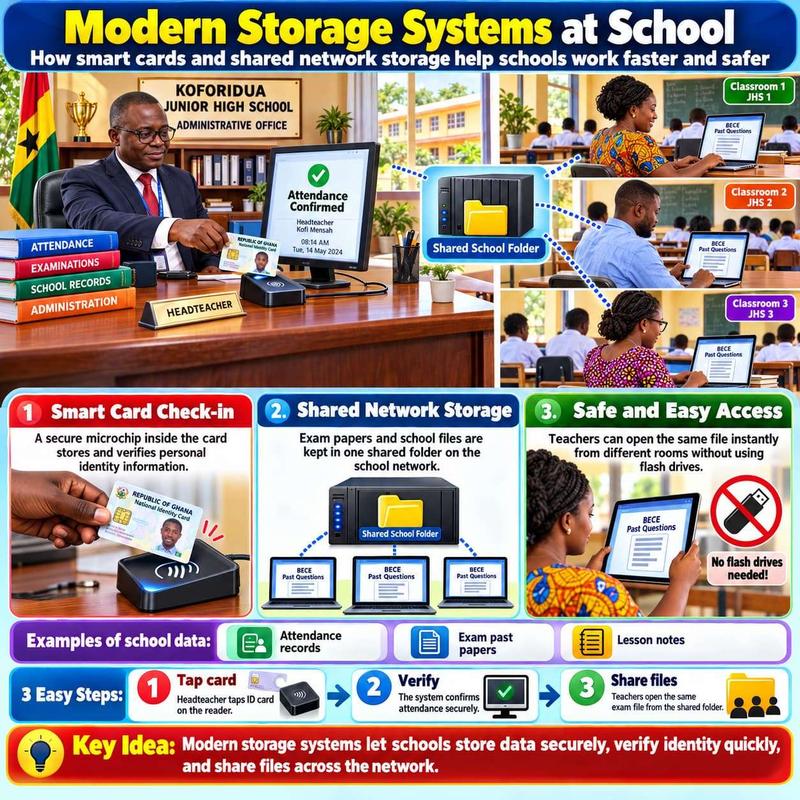 Modern Storage Systems at School
How smart cards and shared network storage help schools work faster and safer
KOFORIDUA
JUNIOR HIGH SCHOOL
ADMINISTRATIVE OFFICE
Attendance
Confirmed
Headteacher
Kofi Mensah
08:14 AM
Tue, 14 May 2024
REPUBLIC OF GHANA
National Identity Card
ATTENDANCE
EXAMINATIONS
SCHOOL RECORDS
ADMINISTRATION
HEADTEACHER
Shared School Folder
Classroom 1
JHS 1
BECE
Past Questions
Classroom 2
JHS 2
BECE
Past Questions
Classroom 3
JHS 3
BECE
Past Questions
1 Smart Card Check-in
A secure microchip inside the card
stores and verifies personal
identity information.
REPUBLIC OF GHANA
National Identity Card
2. Shared Network Storage
Exam papers and school files are
kept in one shared folder on the
school network.
Shared School Folder
BECE
Past Questions
BECE
Past Questions
BECE
Past Questions
3. Safe and Easy Access
Teachers can open the same file instantly
from different rooms without using
flash drives.
BECE
Past Questions
No flash drives
needed!
Examples of school data:
Attendance
records
Exam past
papers
Lesson notes
3 Easy Steps:
1 Tap card
Headteacher taps ID card
on the reader.
2 Verify
The system confirms
attendance securely.
3 Share files
Teachers open the same
exam file from the shared folder.
Key Idea: Modern storage systems let schools store data securely, verify identity quickly,
and share files across the network.